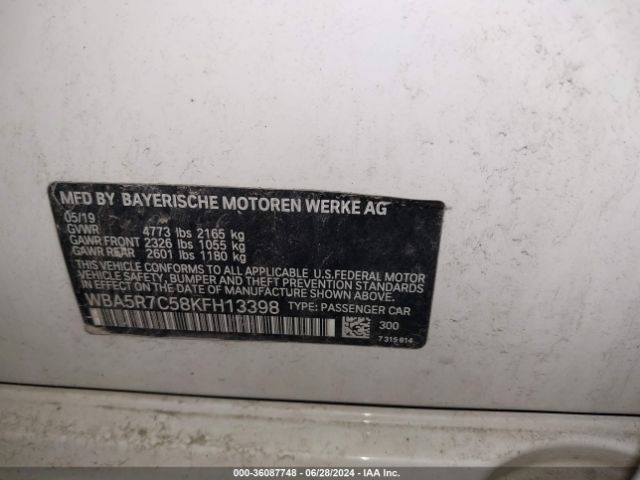 MFD BY BAYERISCHE MOTOREN WERKE AG
05/19
GVWR 4773 lbs 2165 kg
GAWR FRONT 2326 lbs 1055 kg
GAWR REAR 2601 lbs 1180 kg
THIS VEHICLE CONFORMS TO ALL APPLICABLE U.S. FEDERAL MOTOR
VEHICLE SAFETY, BUMPER AND THEFT PREVENTION STANDARDS
IN EFFECT ON THE DATE OF MANUFACTURE SHOWN ABOVE.
WBA5R7C58KFH13398 TYPE: PASSENGER CAR
300
7 315 814
000-36087748 - 06/28/2024 - IAA Inc.